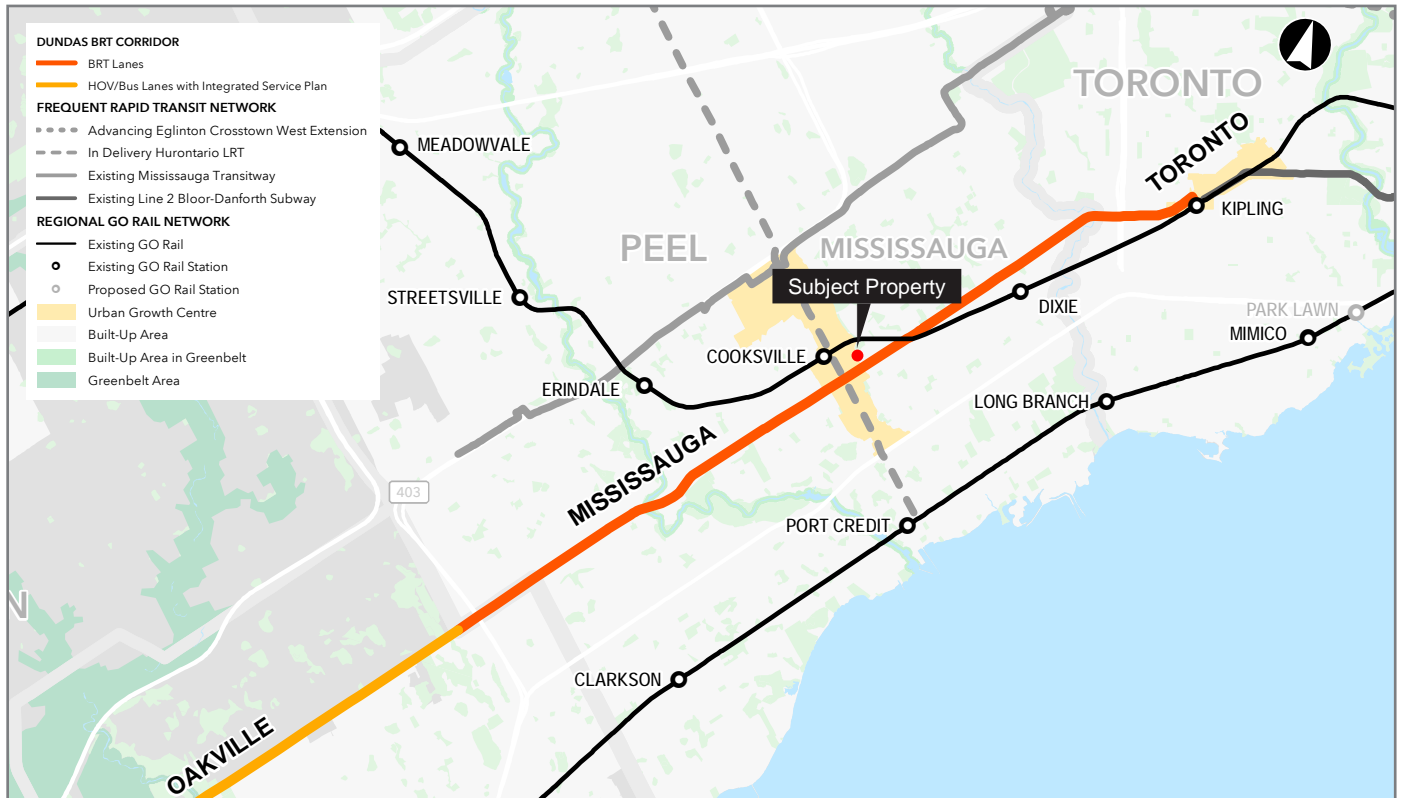 DUNDAS BRT CORRIDOR
BRT Lanes
HOV/Bus Lanes with Integrated Service Plan
FREQUENT RAPID TRANSIT NETWORK
Advancing Eglinton Crosstown West Extension
In Delivery Hurontario LRT
Existing Mississauga Transitway
Existing Line 2 Bloor-Danforth Subway
REGIONAL GO RAIL NETWORK
Existing GO Rail
Existing GO Rail Station
Proposed GO Rail Station
Urban Growth Centre
Built-Up Area
Built-Up Area in Greenbelt
Greenbelt Area
TORONTO
TORONTO
MEADOWVALE
KIPLING
PEEL
MISSISSAUGA
Subject Property
STREETSVILLE
DIXIE
PARK LAWN
MIMICO
COOKSVILLE
ERINDALE
LONG BRANCH
MISSISSAUGA
403
PORT CREDIT
N
CLARKSON
OAKVILLE